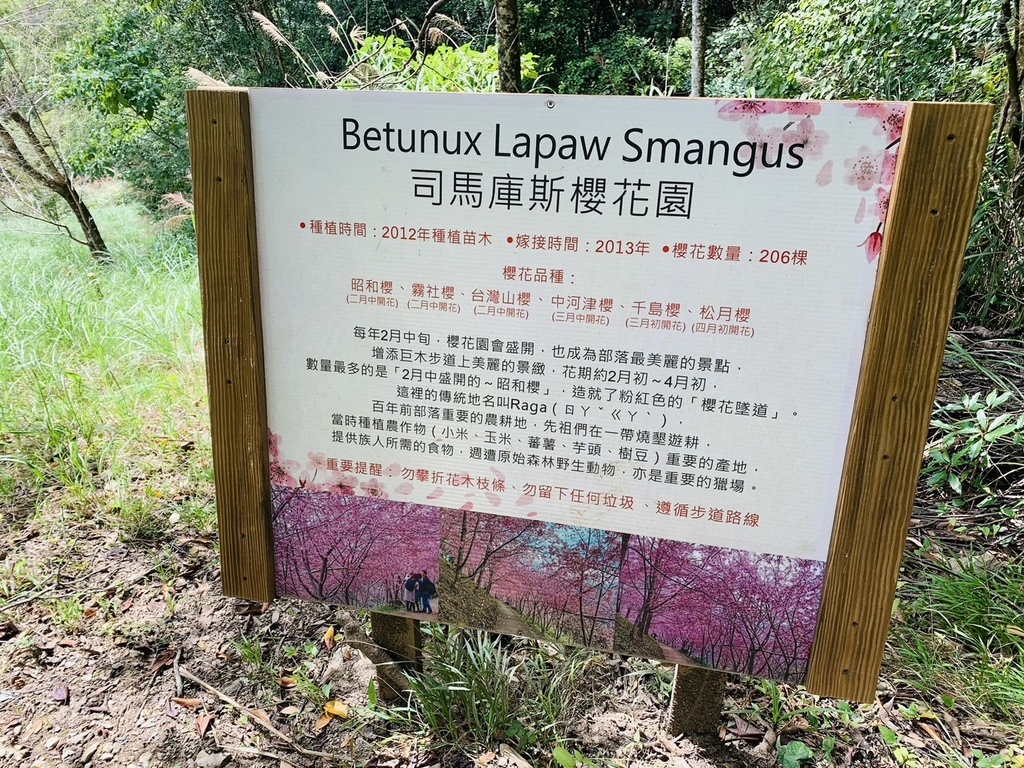 Betunux Lapaw Smangus
司馬庫斯櫻花園
•種植時間：2012年種植苗木 •嫁接時間：2013年 •櫻花數量：206棵
櫻花品種：
昭和櫻、霧社櫻、台灣山櫻、中河津櫻、千島櫻、松月櫻
(二月中開花) (二月中開花) (二月中開花) (三月中開花) (三月初開花) (四月初開花)
每年2月中旬，櫻花園會盛開，也成為部落最美麗的景點，
增添巨木步道上美麗的景緻，花期約2月初～4月初，
數量最多的是「2月中盛開的～昭和櫻」，造就了粉紅色的「櫻花墜道」。
這裡的傳統地名叫Raga（ㄖㄚˇㄍㄚˋ），
百年前部落重要的農耕地，先祖們在一帶燒墾遊耕，
當時種植農作物（小米、玉米、蕃薯、芋頭、樹豆）重要的產地，
提供族人所需的食物，週遭原始森林野生動物，亦是重要的獵場。
重要提醒：勿攀折花木枝條、勿留下任何垃圾、遵循步道路線